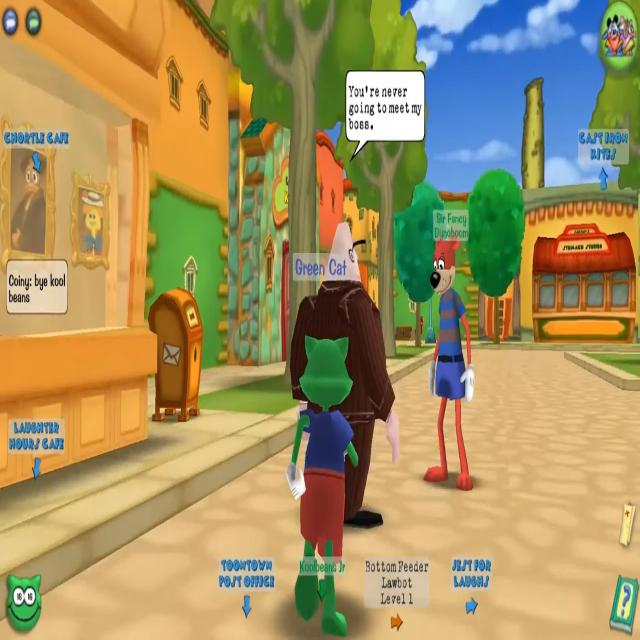 You're never
going to meet my
boss.
CHORTLE CAFE
CAST IRON
KITES
Sir Fancy
Dynoboom
Green Cat
Coiny: bye kool
beans
LAUGHTER
HOURS CAFE
TOONTOWN
POST OFFICE
Koolbeans Jr
Bottom Feeder
Lawbot
Level 1
JEST FOR
LAUGHS
16 16